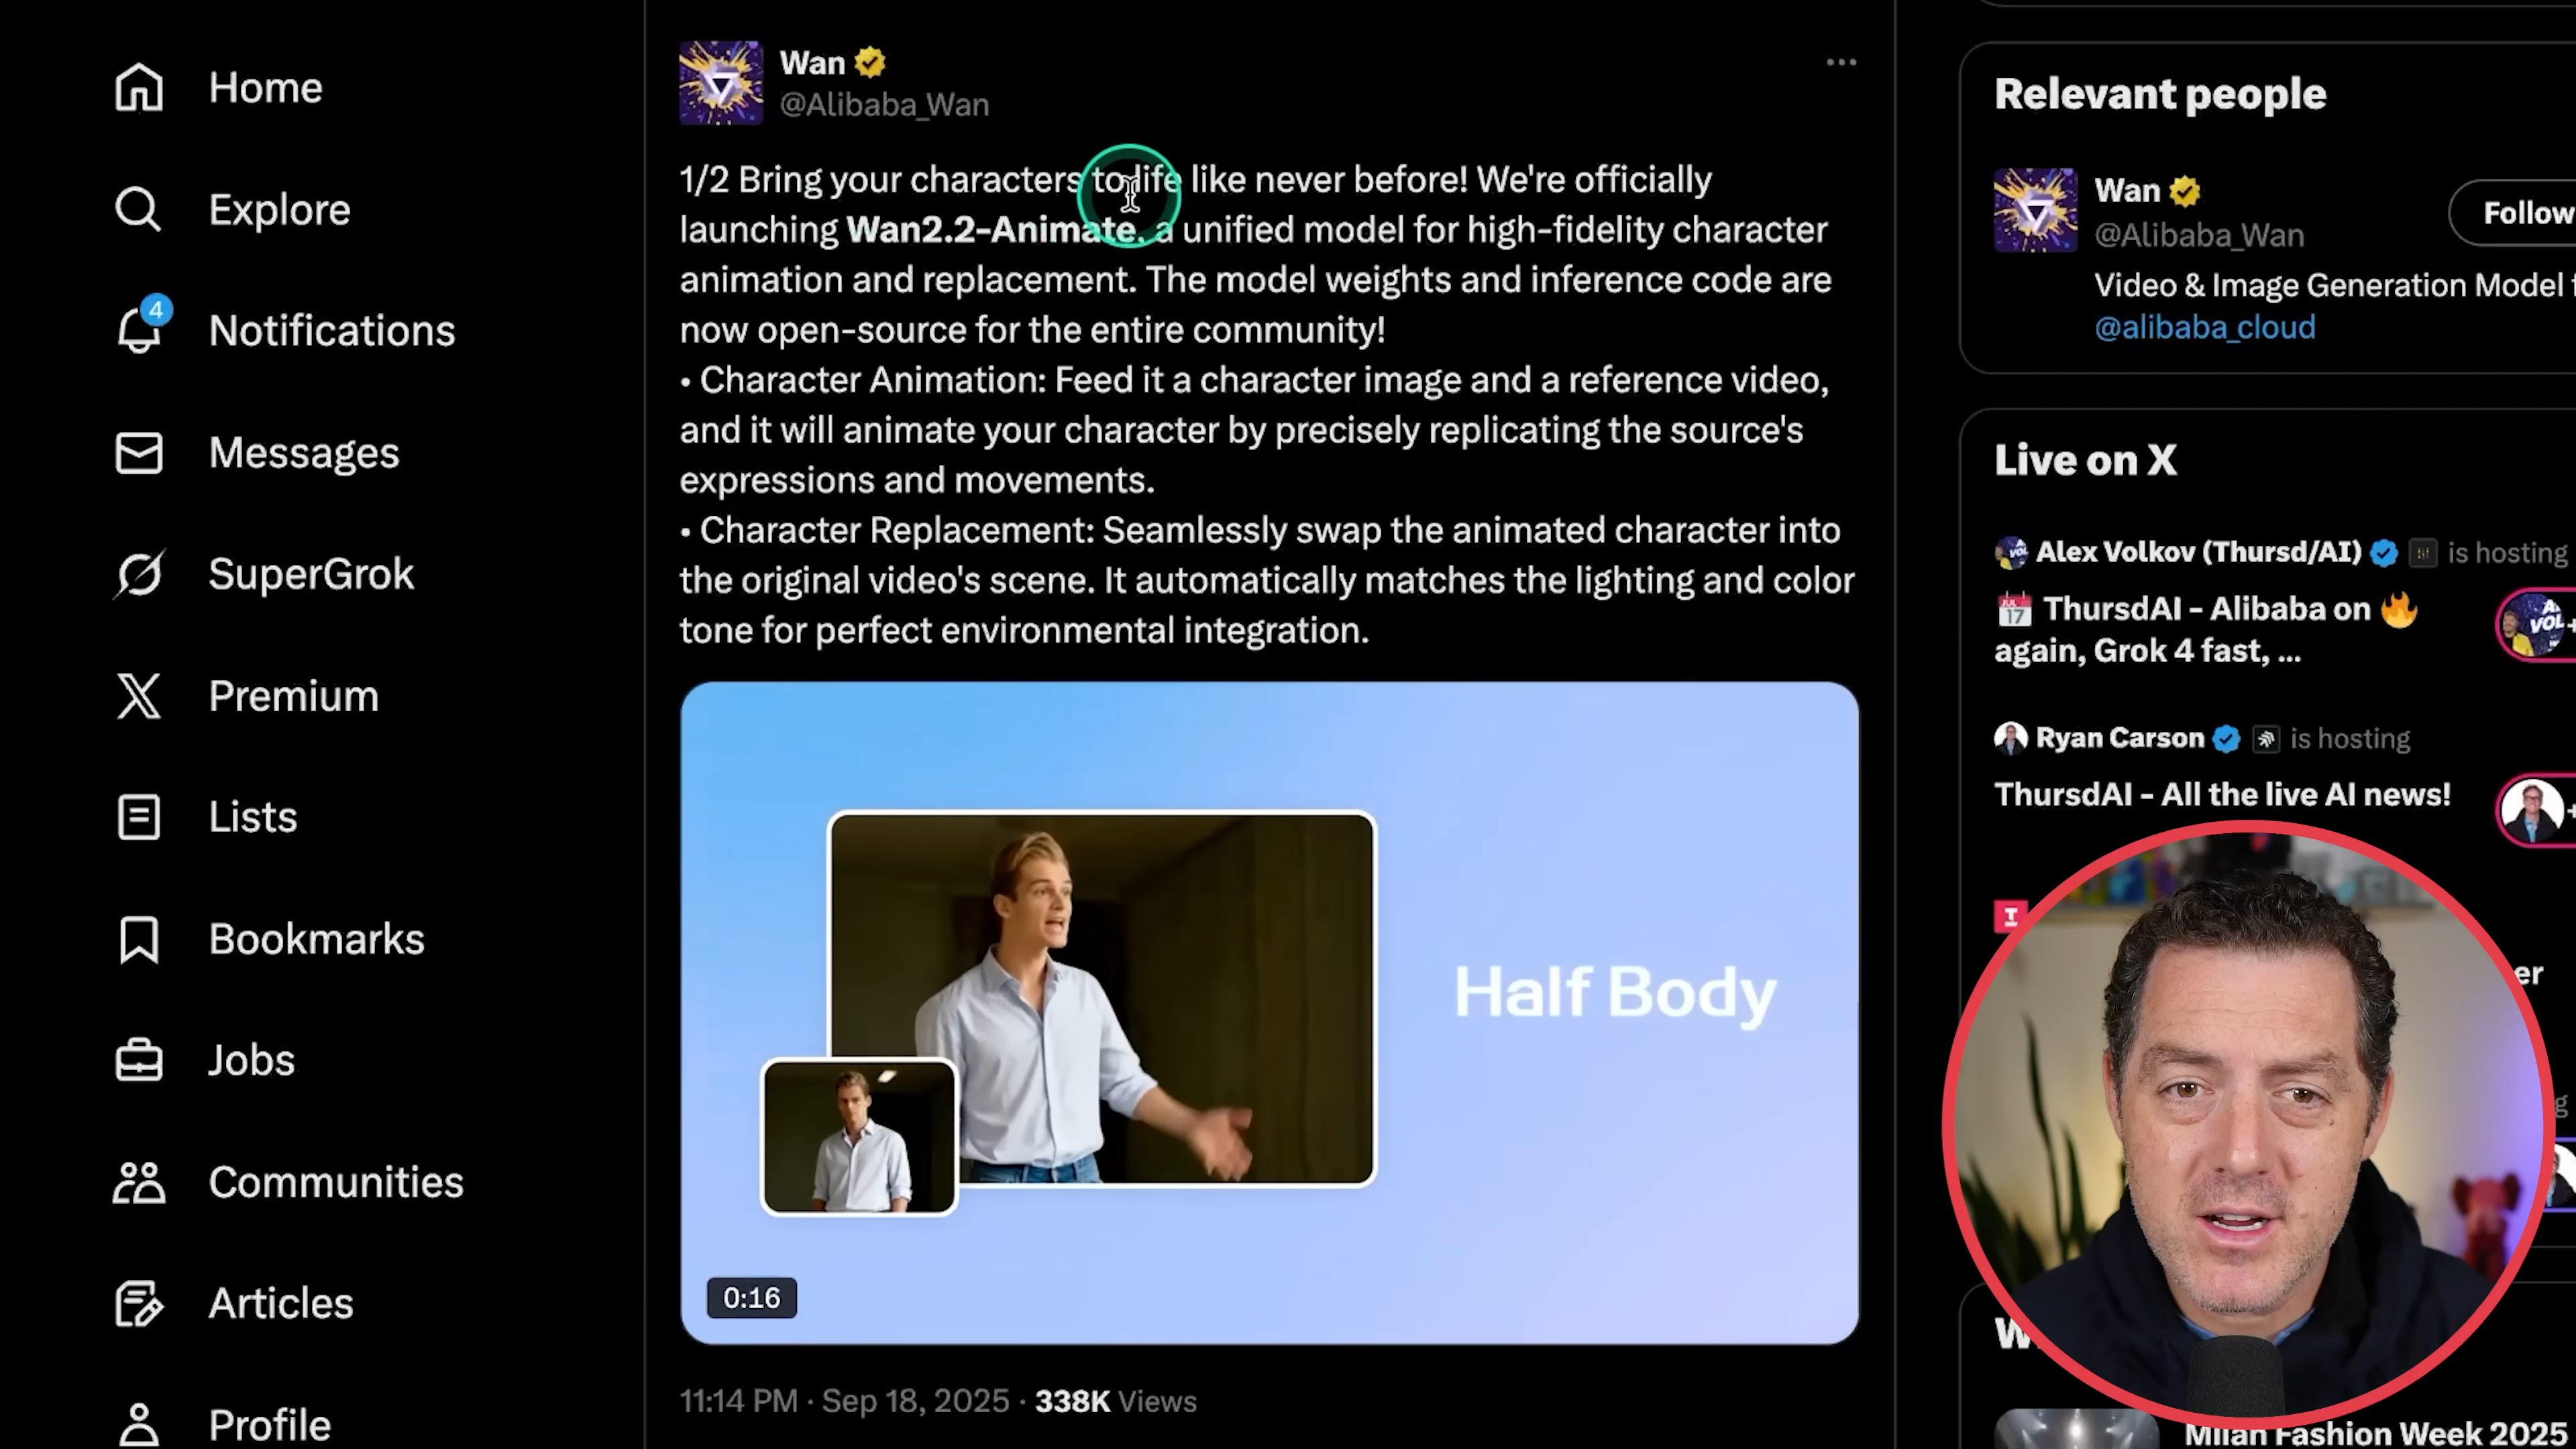 Home
Explore
4
Notifications
Messages
SuperGrok
Premium
Lists
Bookmarks
Jobs
Communities
Articles
Profile
Wan
@Alibaba_Wan
1/2 Bring your characters to life like never before! We're officially
launching Wan2.2-Animate, a unified model for high-fidelity character
animation and replacement. The model weights and inference code are
now open-source for the entire community!
• Character Animation: Feed it a character image and a reference video,
and it will animate your character by precisely replicating the source's
expressions and movements.
• Character Replacement: Seamlessly swap the animated character into
the original video's scene. It automatically matches the lighting and color
tone for perfect environmental integration.
Half Body
0:16
11:14 PM · Sep 18, 2025 · 338K Views
Relevant people
Wan
Follow
@Alibaba_Wan
Video & Image Generation Model
@alibaba_cloud
Live on X
Alex Volkov (Thursd/AI) is hosting
JUL 17 ThursdAI - Alibaba on 🔥
again, Grok 4 fast, ...
Ryan Carson is hosting
ThursdAI - All the live AI news!
er
g
W
Milan Fashion Week 2025